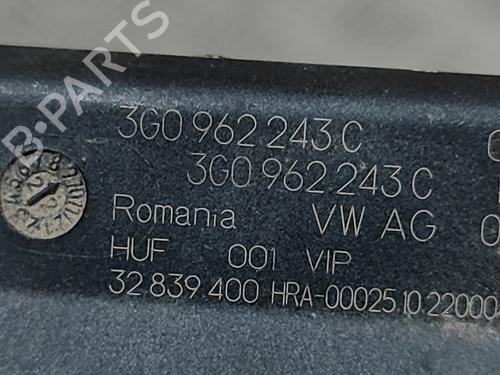 3G0 962 243 C
3G0 962 243 C
Romania VW AG
HUF 001 VIP
32 839 400 HRA-00025 10 22000
B-PARTS